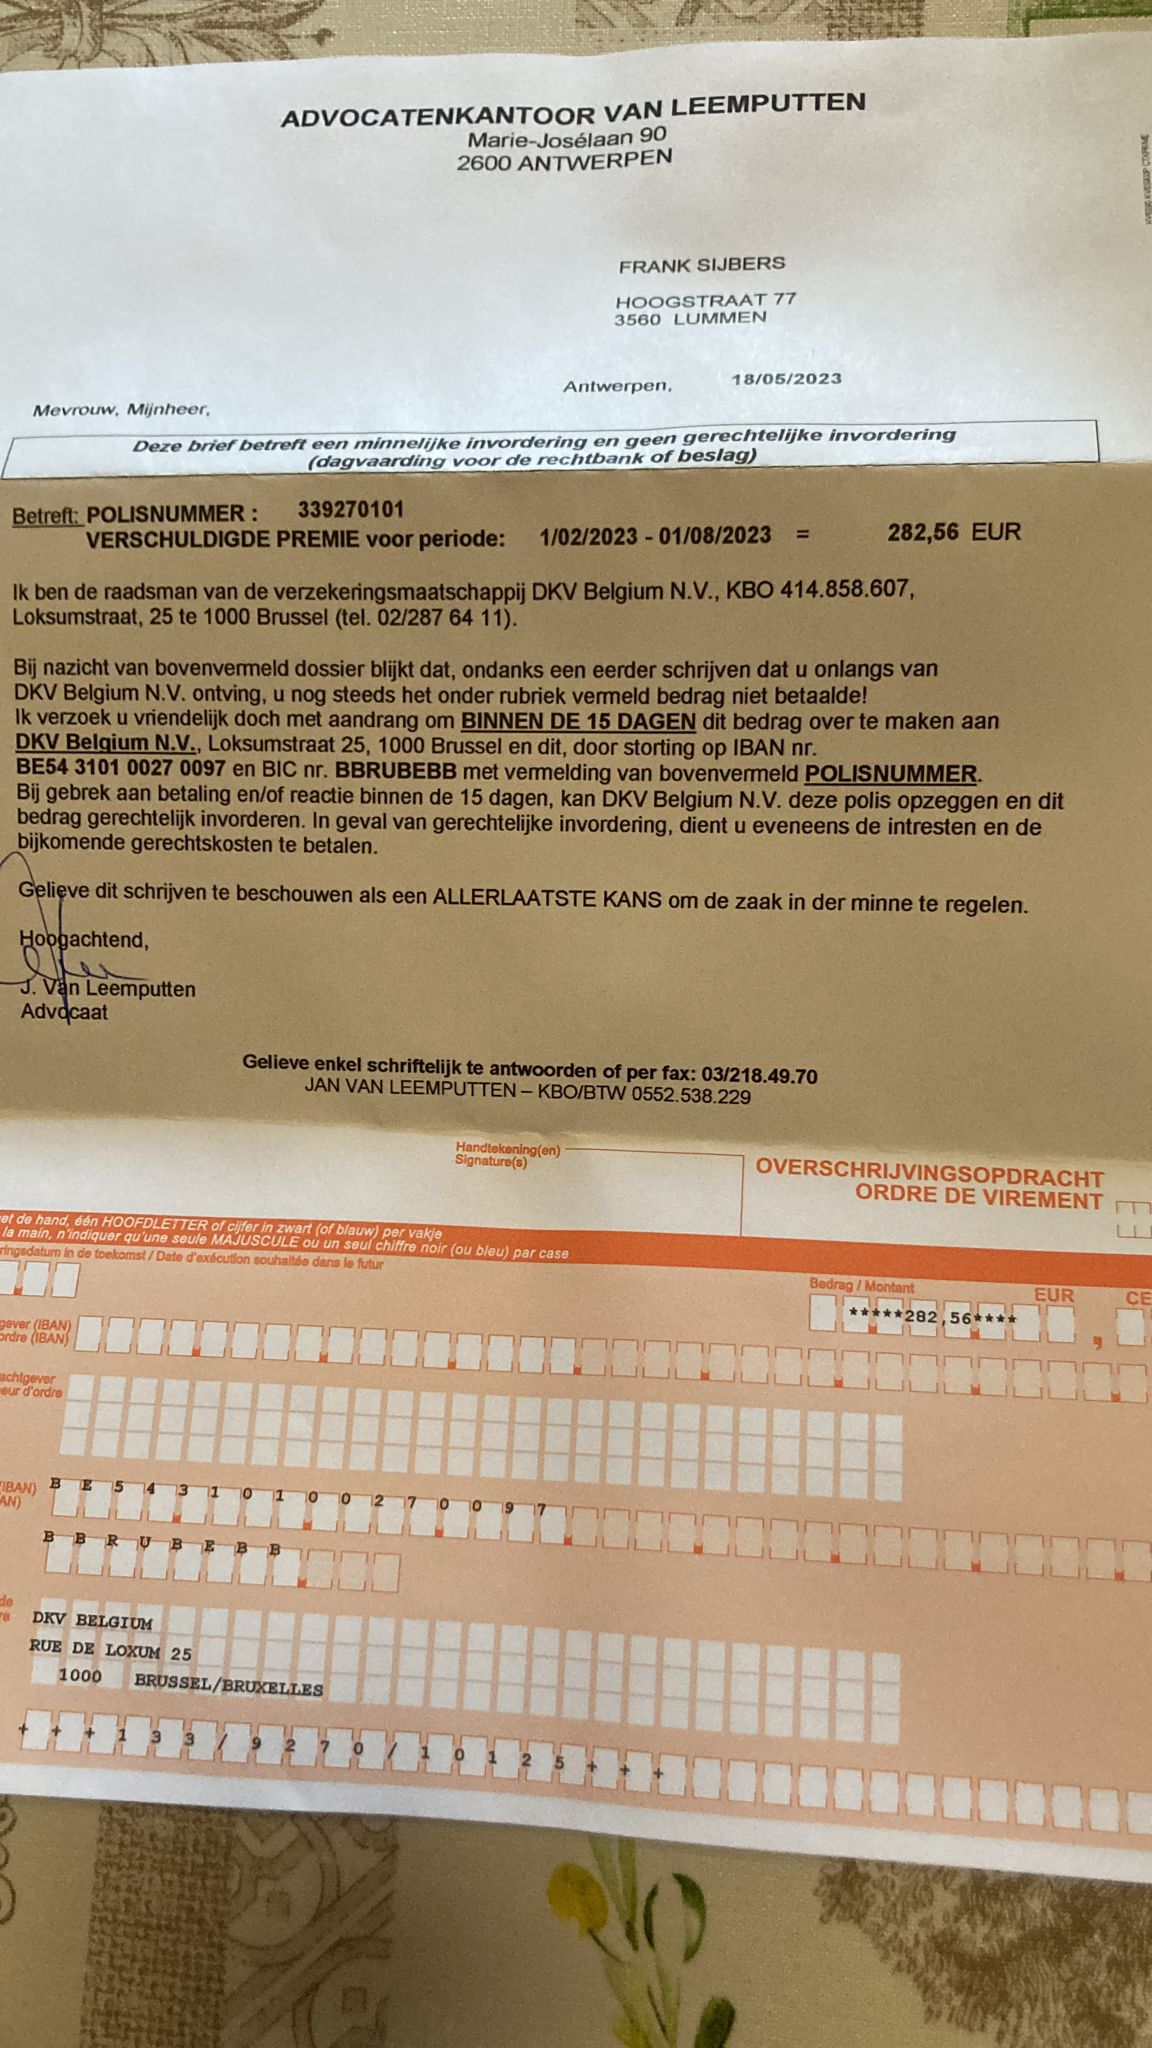 ADVOCATENKANTOOR VAN LEEMPUTTEN
Marie-Josélaan 90
2600 ANTWERPEN
FRANK SIJBERS
HOOGSTRAAT 77
3560 LUMMEN
Antwerpen, 18/05/2023
Mevrouw, Mijnheer,
Deze brief betreft een minnelijke invordering en geen gerechtelijke invordering
(dagvaarding voor de rechtbank of beslag)
Betreft: POLISNUMMER : 339270101
VERSCHULDIGDE PREMIE voor periode: 1/02/2023 - 01/08/2023 = 282,56 EUR
Ik ben de raadsman van de verzekeringsmaatschappij DKV Belgium N.V., KBO 414.858.607,
Loksumstraat, 25 te 1000 Brussel (tel. 02/287 64 11).
Bij nazicht van bovenvermeld dossier blijkt dat, ondanks een eerder schrijven dat u onlangs van
DKV Belgium N.V. ontving, u nog steeds het onder rubriek vermeld bedrag niet betaalde!
Ik verzoek u vriendelijk doch met aandrang om BINNEN DE 15 DAGEN dit bedrag over te maken aan
DKV Belgium N.V., Loksumstraat 25, 1000 Brussel en dit, door storting op IBAN nr.
BE54 3101 0027 0097 en BIC nr. BBRUBEBB met vermelding van bovenvermeld POLISNUMMER.
Bij gebrek aan betaling en/of reactie binnen de 15 dagen, kan DKV Belgium N.V. deze polis opzeggen en dit
bedrag gerechtelijk invorderen. In geval van gerechtelijke invordering, dient u eveneens de intresten en de
bijkomende gerechtskosten te betalen.
Gelieve dit schrijven te beschouwen als een ALLERLAATSTE KANS om de zaak in der minne te regelen.
Hoogachtend,
J. Van Leemputten
Advocaat
Gelieve enkel schriftelijk te antwoorden of per fax: 03/218.49.70
JAN VAN LEEMPUTTEN – KBO/BTW 0552.538.229
Handtekening(en)
Signature(s)
OVERSCHRIJVINGSOPDRACHT
ORDRE DE VIREMENT
et de hand, één HOOFDLETTER of cijfer in zwart (of blauw) per vakje
la main, n'indiquer qu'une seule MAJUSCULE ou un seul chiffre noir (ou bleu) par case
ringsdatum in de toekomst / Date d'exécution souhaitée dans le futur
Bedrag / Montant EUR CE
*****282,56****
gever (IBAN)
ordre (IBAN)
achtgever
eur d'ordre
(IBAN)
AN)
BE54310100270097
BBRUBEBB
de
re
DKV BELGIUM
RUE DE LOXUM 25
1000 BRUSSEL/BRUXELLES
+++133/9270/10125+++